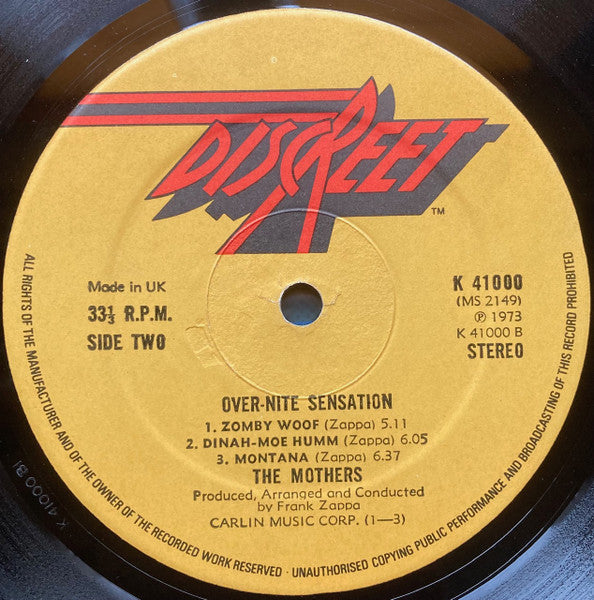 DISCREET
TM
Made in UK
33⅓ R.P.M.
SIDE TWO
K 41000
(MS 2149)
Ⓟ 1973
K 41000 B
STEREO
OVER-NITE SENSATION
1. ZOMBY WOOF (Zappa) 5.11
2. DINAH-MOE HUMM (Zappa) 6.05
3. MONTANA (Zappa) 6.37
THE MOTHERS
Produced, Arranged and Conducted
by Frank Zappa
CARLIN MUSIC CORP. (1—3)
ALL RIGHTS OF THE MANUFACTURER AND OF THE OWNER OF THE RECORDED WORK RESERVED · UNAUTHORISED COPYING PUBLIC PERFORMANCE AND BROADCASTING OF THIS RECORD PROHIBITED
K 41000 B1